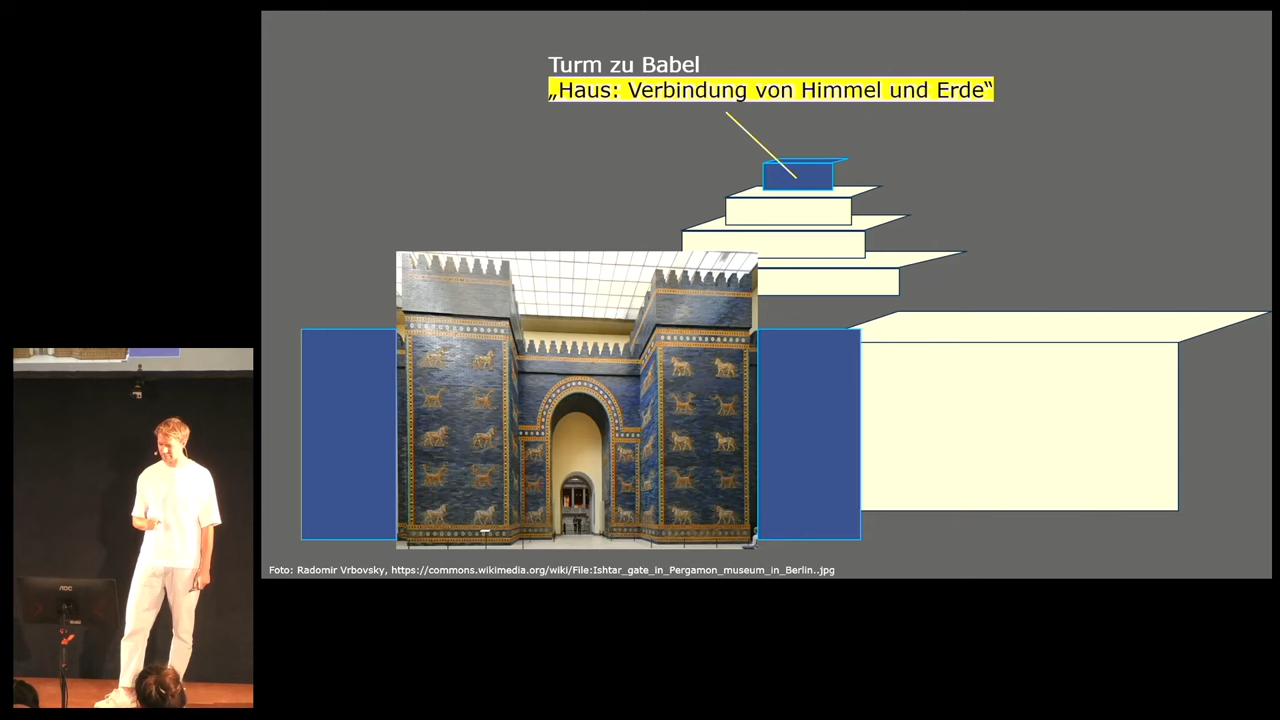 Turm zu Babel
„Haus: Verbindung von Himmel und Erde“
Foto: Radomir Vrbovsky, https://commons.wikimedia.org/wiki/File:Ishtar_gate_in_Pergamon_museum_in_Berlin..jpg
AOC